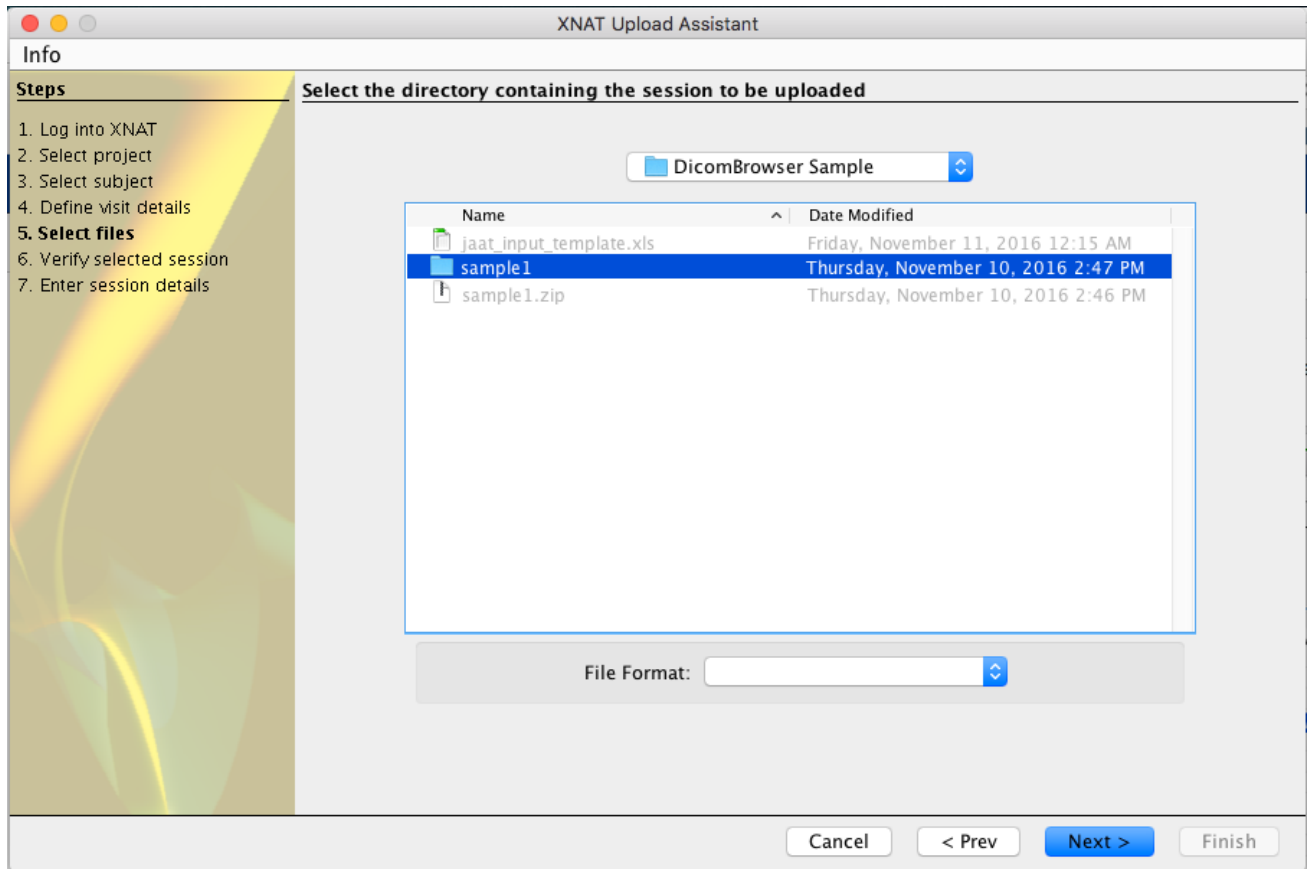 XNAT Upload Assistant
Info
Steps
1. Log into XNAT
2. Select project
3. Select subject
4. Define visit details
5. Select files
6. Verify selected session
7. Enter session details
Select the directory containing the session to be uploaded
DicomBrowser Sample
Name Date Modified
jaat_input_template.xls Friday, November 11, 2016 12:15 AM
sample1 Thursday, November 10, 2016 2:47 PM
sample1.zip Thursday, November 10, 2016 2:46 PM
File Format:
Cancel < Prev Next > Finish